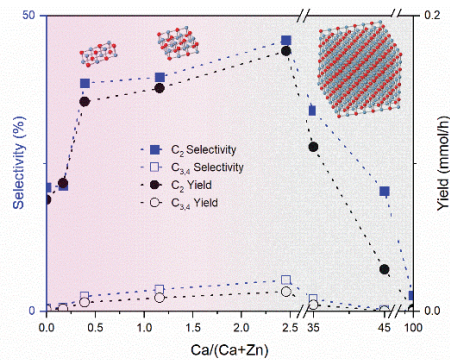 50
0.2
Selectivity (%)
Yield (mmol/h)
C2 Selectivity
C3,4 Selectivity
C2 Yield
C3,4 Yield
0
0.0
0.0 0.5 1.0 1.5 2.0 2.5 35 45 100
Ca/(Ca+Zn)